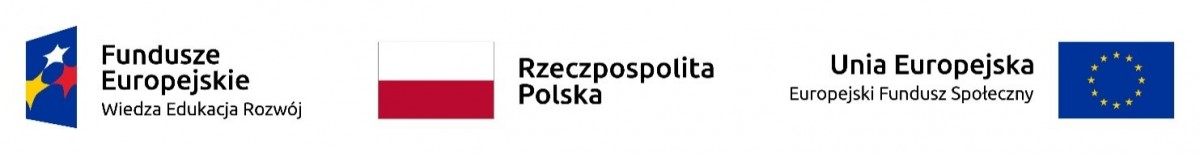 Fundusze
Europejskie
Wiedza Edukacja Rozwój
Rzeczpospolita
Polska
Unia Europejska
Europejski Fundusz Społeczny